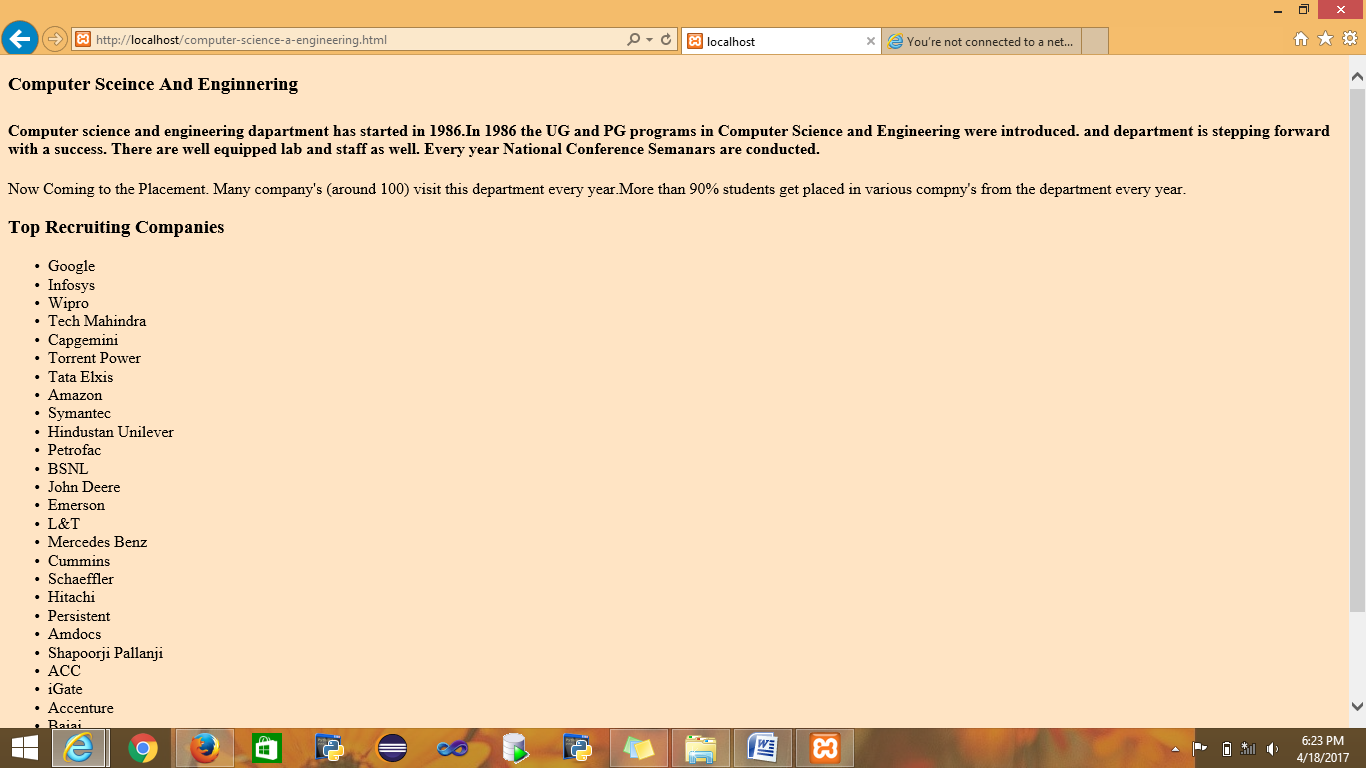 http://localhost/computer-science-a-engineering.html
localhost
You're not connected to a net...
Computer Sceince And Enginnering
Computer science and engineering dapartment has started in 1986.In 1986 the UG and PG programs in Computer Science and Engineering were introduced. and department is stepping forward
with a success. There are well equipped lab and staff as well. Every year National Conference Semanars are conducted.
Now Coming to the Placement. Many company's (around 100) visit this department every year.More than 90% students get placed in various compny's from the department every year.
Top Recruiting Companies
• Google
• Infosys
• Wipro
• Tech Mahindra
• Capgemini
• Torrent Power
• Tata Elxis
• Amazon
• Symantec
• Hindustan Unilever
• Petrofac
• BSNL
• John Deere
• Emerson
• L&T
• Mercedes Benz
• Cummins
• Schaeffler
• Hitachi
• Persistent
• Amdocs
• Shapoorji Pallanji
• ACC
• iGate
• Accenture
• Bajaj
6:23 PM
4/18/2017